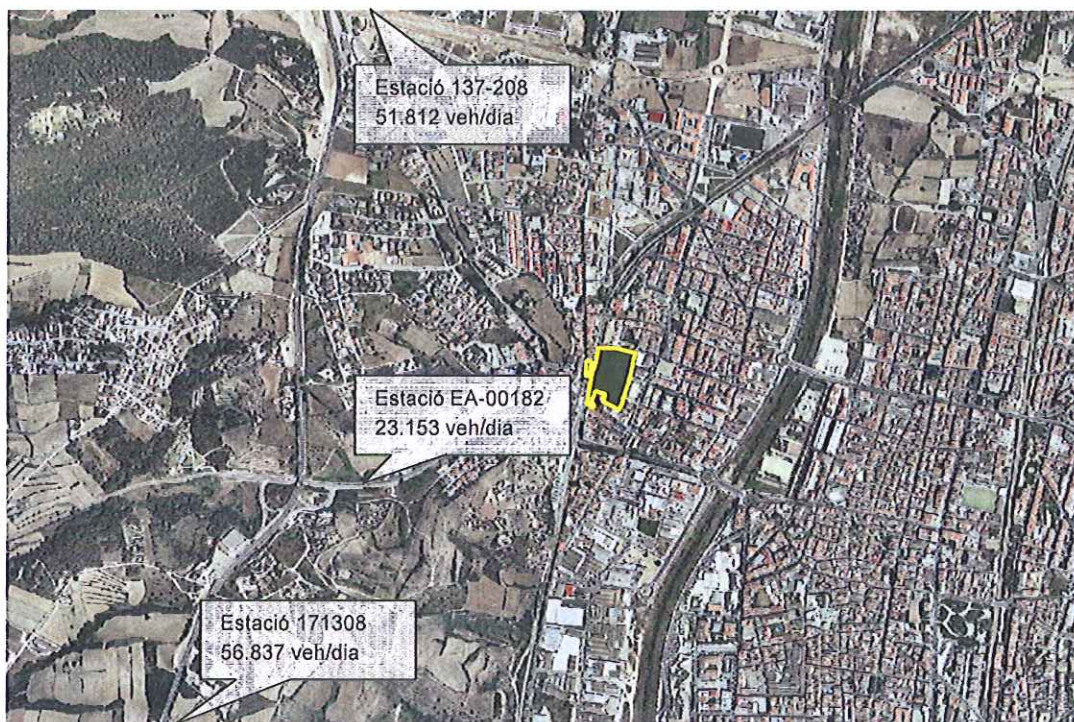 Estació 137-208
51.812 veh/dia
Estació EA-00182
23.153 veh/dia
Estació 171308
56.837 veh/dia